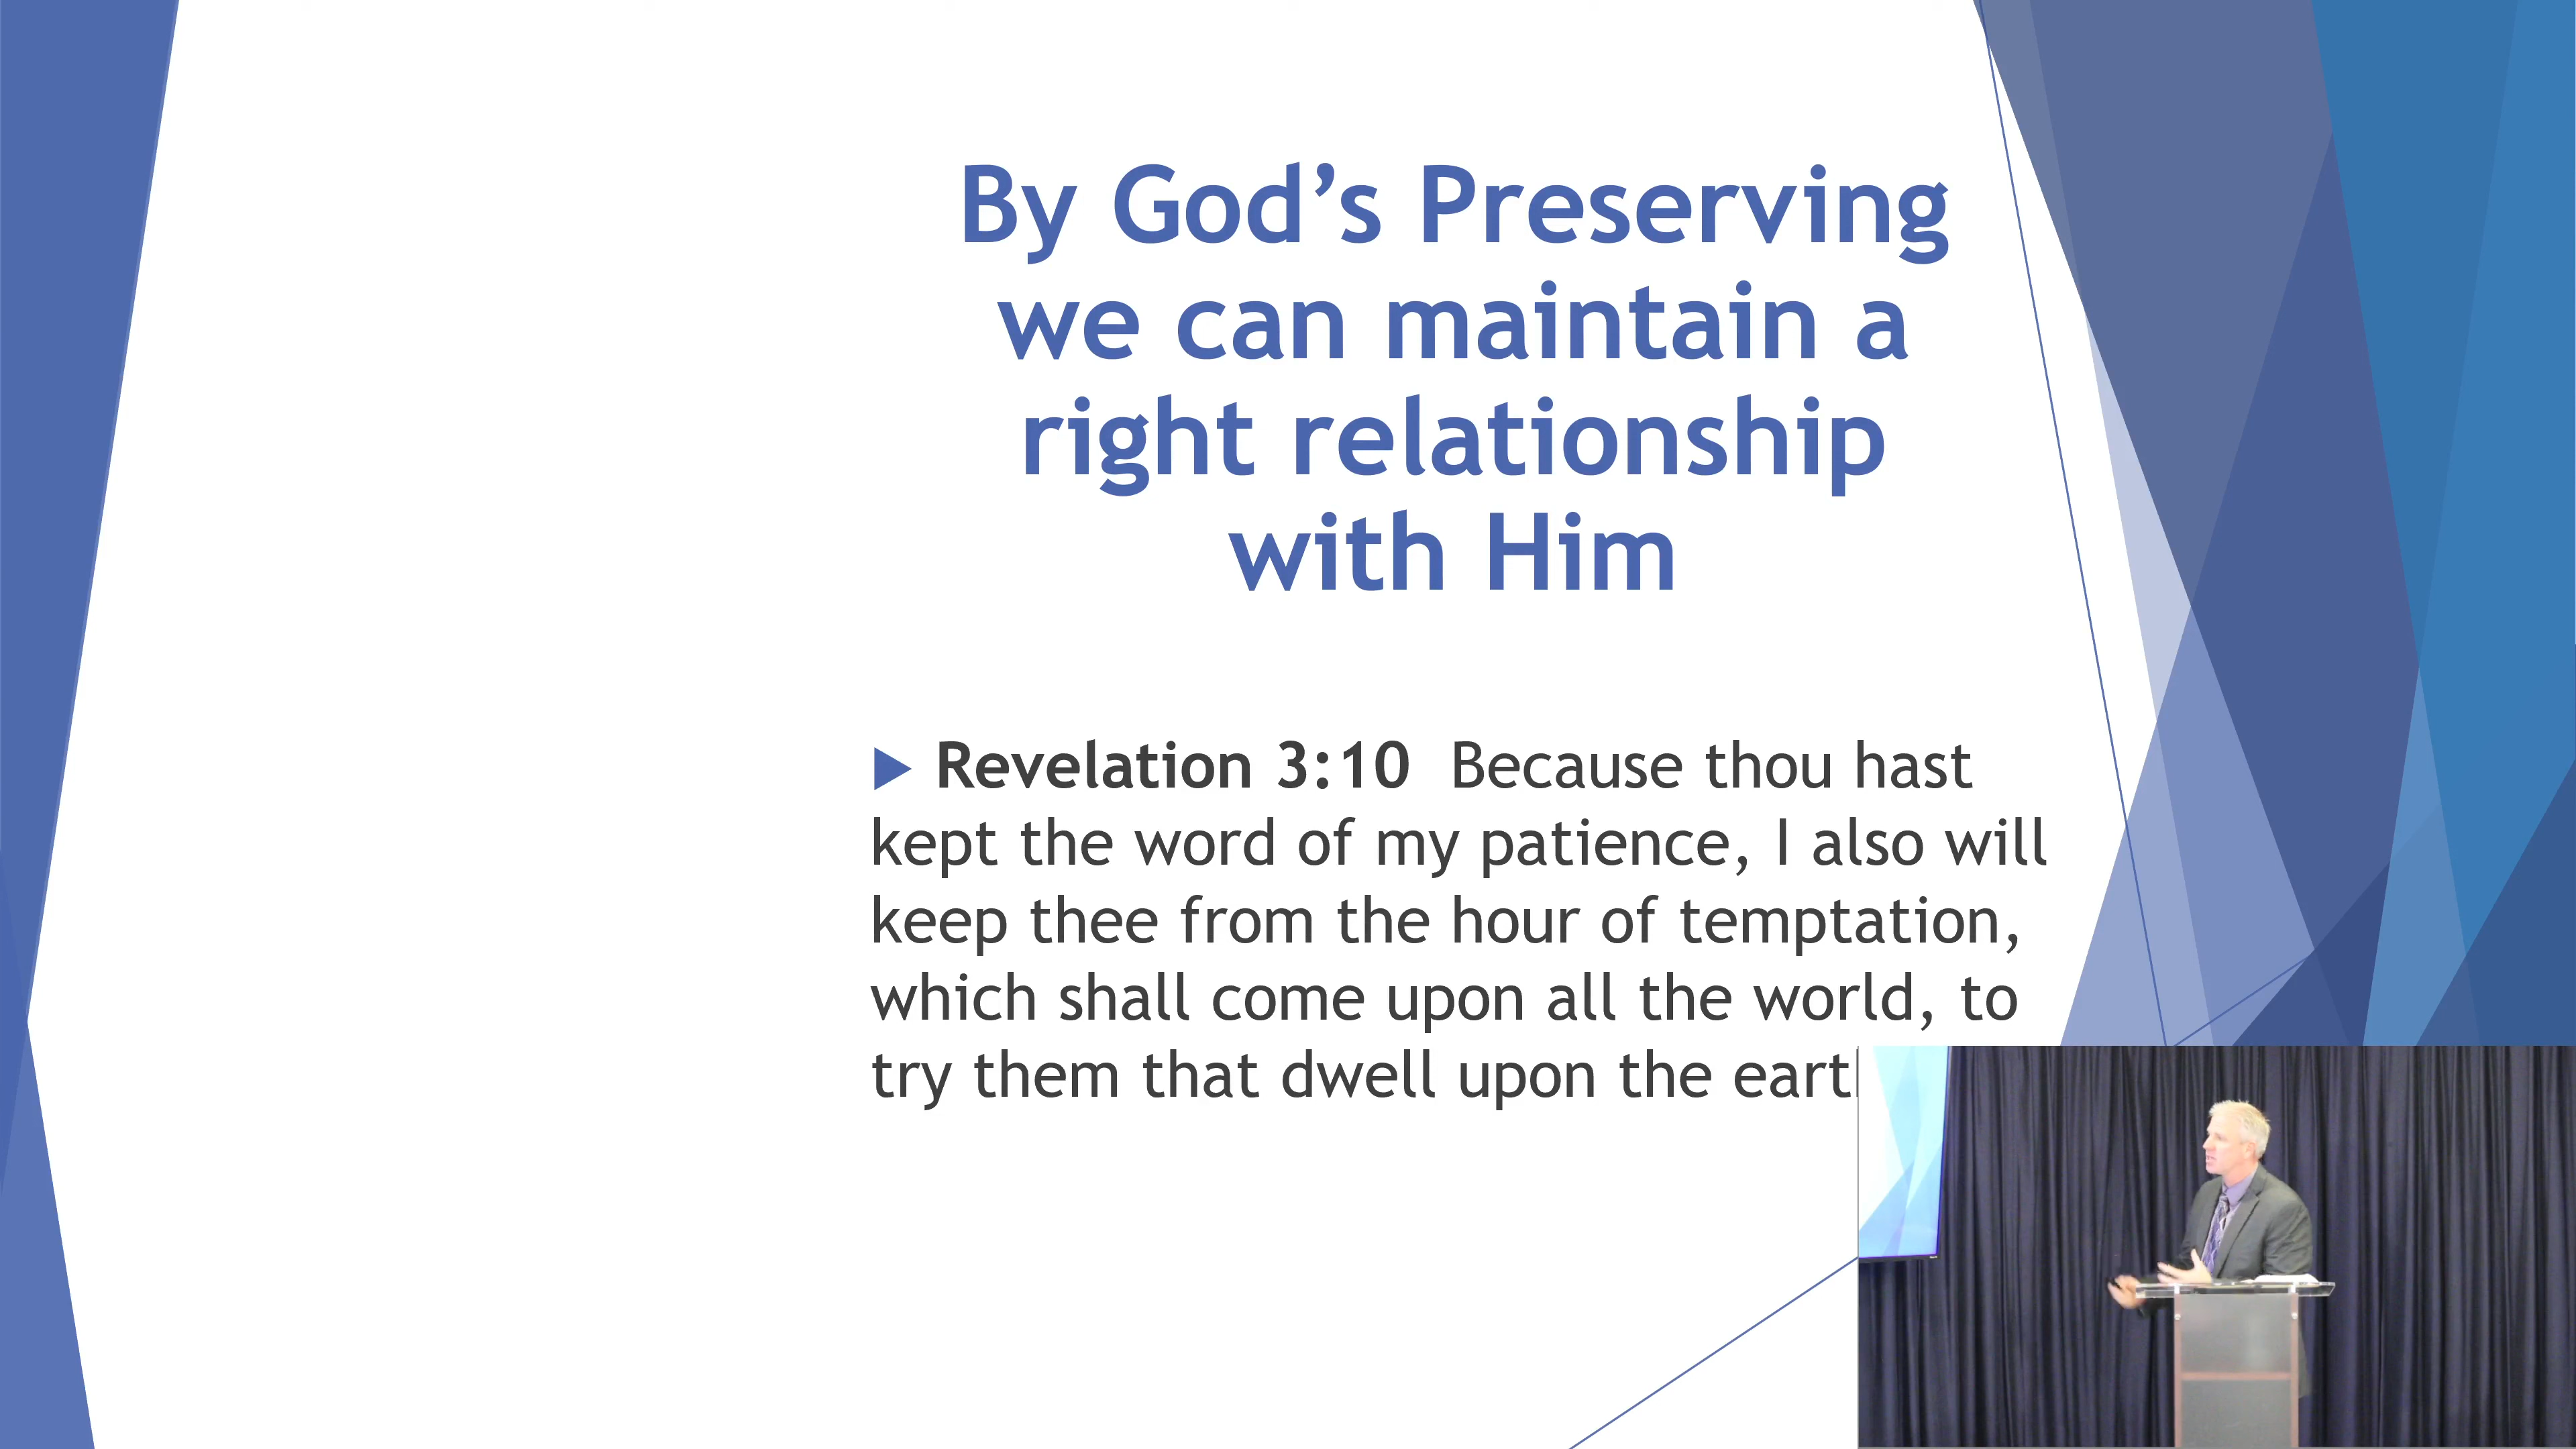 By God’s Preserving
we can maintain a
right relationship
with Him
Revelation 3:10  Because thou hast
kept the word of my patience, I also will
keep thee from the hour of temptation,
which shall come upon all the world, to
try them that dwell upon the